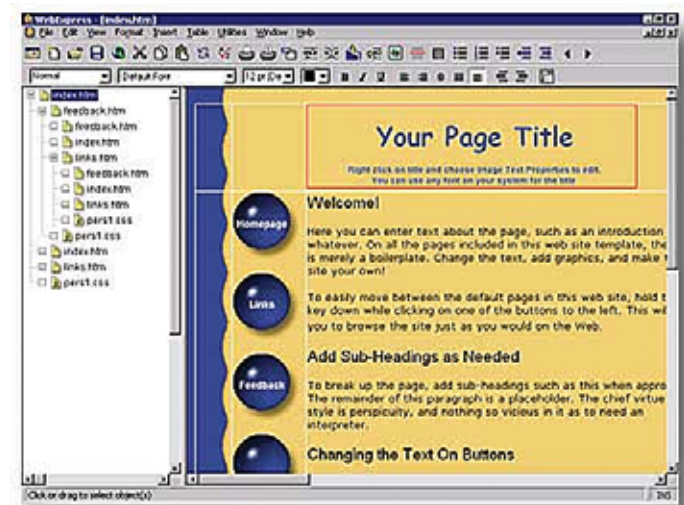 WebExpress - [index.htm]
File Edit View Format Insert Table Utilities Window Help
Normal Default Font 12 pt (De B I U
index.htm
feedback.htm
feedback.htm
index.htm
links.htm
feedback.htm
index.htm
links.htm
pers1.css
pers1.css
index.htm
links.htm
pers1.css
Your Page Title
Right click on title and choose Image Text Properties to edit.
You can use any font on your system for the title
Homepage
Links
Feedback
Welcome!
Here you can enter text about the page, such as an introduction
whatever. On all the pages included in this web site template, the
is merely a boilerplate. Change the text, add graphics, and make
site your own!
To easily move between the default pages in this web site, hold
key down while clicking on one of the buttons to the left. This wil
you to browse the site just as you would on the Web.
Add Sub-Headings as Needed
To break up the page, add sub-headings such as this when appro
The remainder of this paragraph is a placeholder. The chief virtue
style is perspicuity, and nothing so vicious in it as to need an
interpreter.
Changing the Text On Buttons
Click or drag to select object(s)
INS